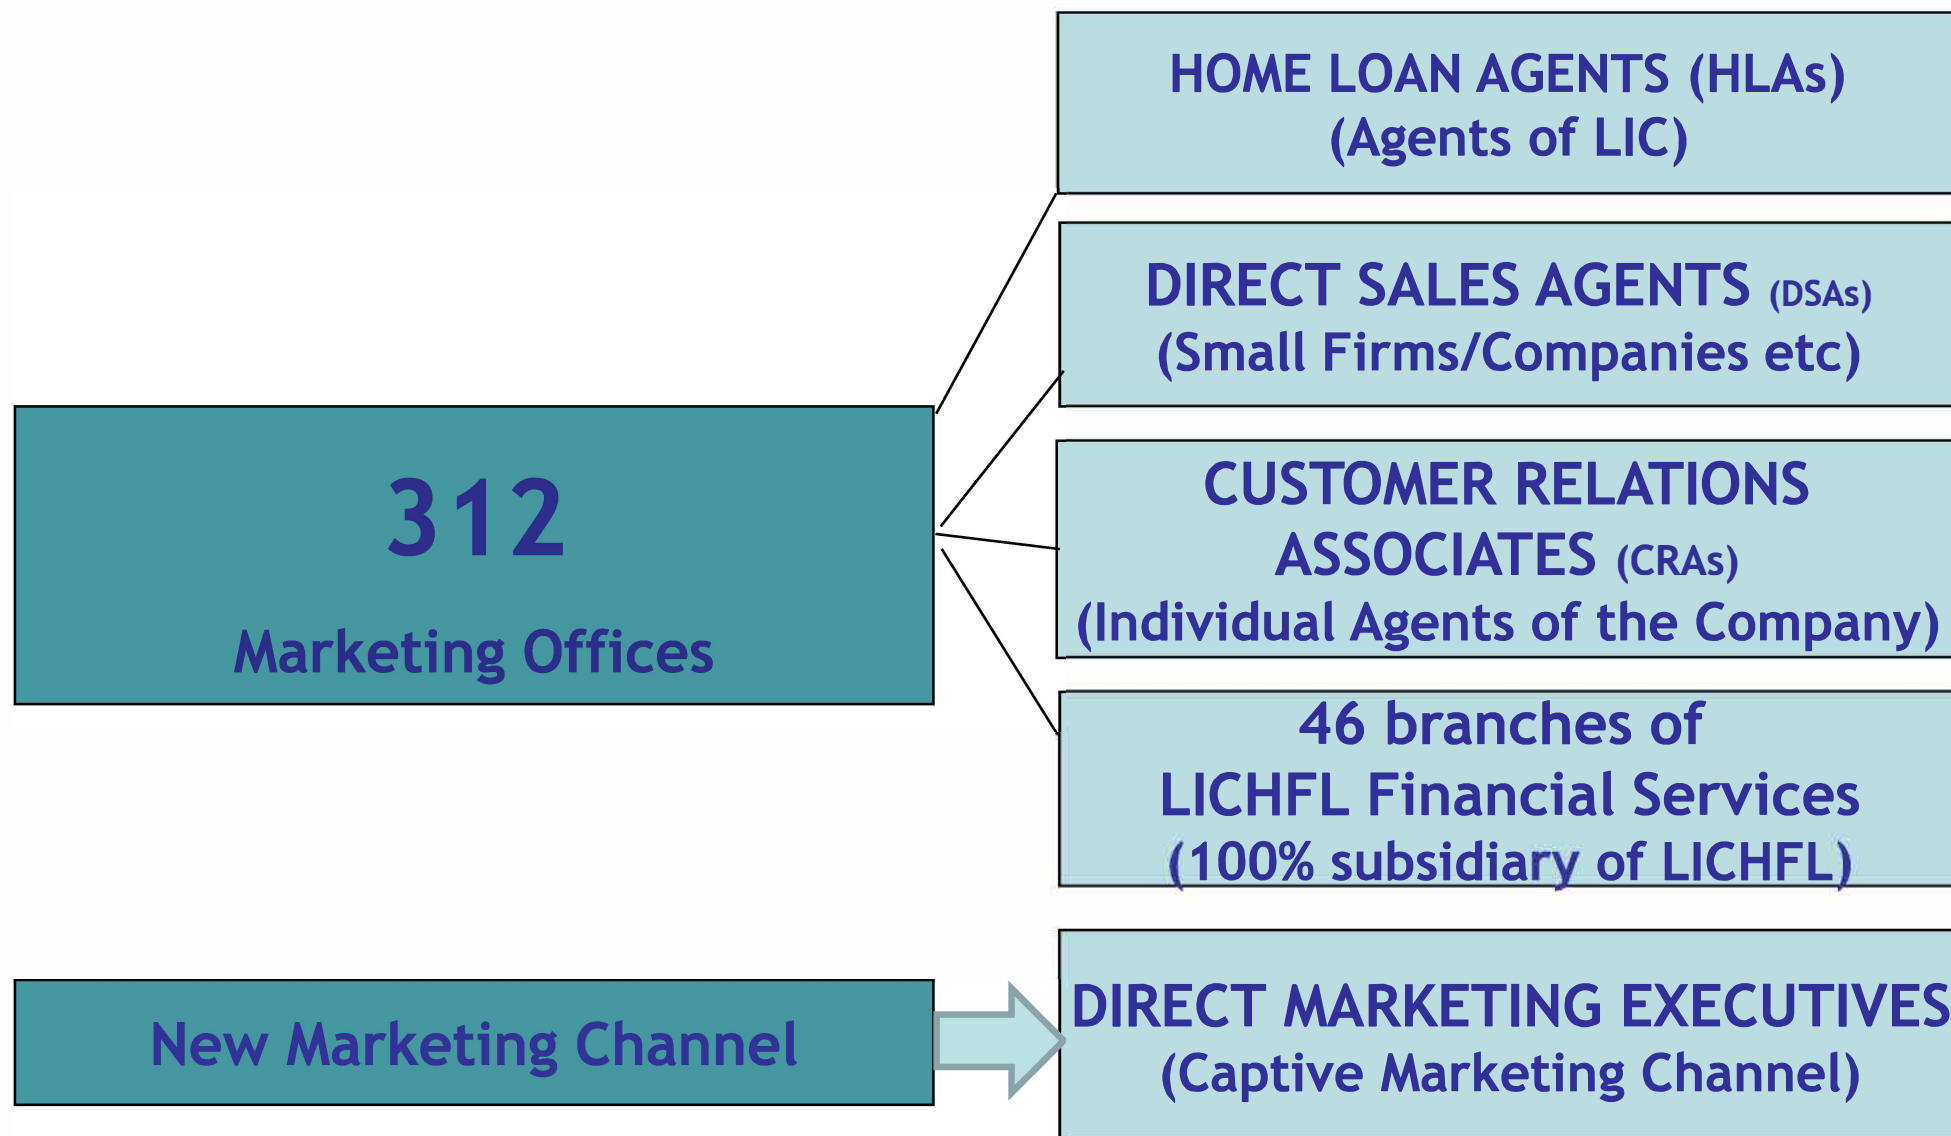 HOME LOAN AGENTS (HLAs)
(Agents of LIC)
DIRECT SALES AGENTS (DSAs)
(Small Firms/Companies etc)
312
Marketing Offices
CUSTOMER RELATIONS
ASSOCIATES (CRAs)
(Individual Agents of the Company)
46 branches of
LICHFL Financial Services
(100% subsidiary of LICHFL)
New Marketing Channel
DIRECT MARKETING EXECUTIVES
(Captive Marketing Channel)